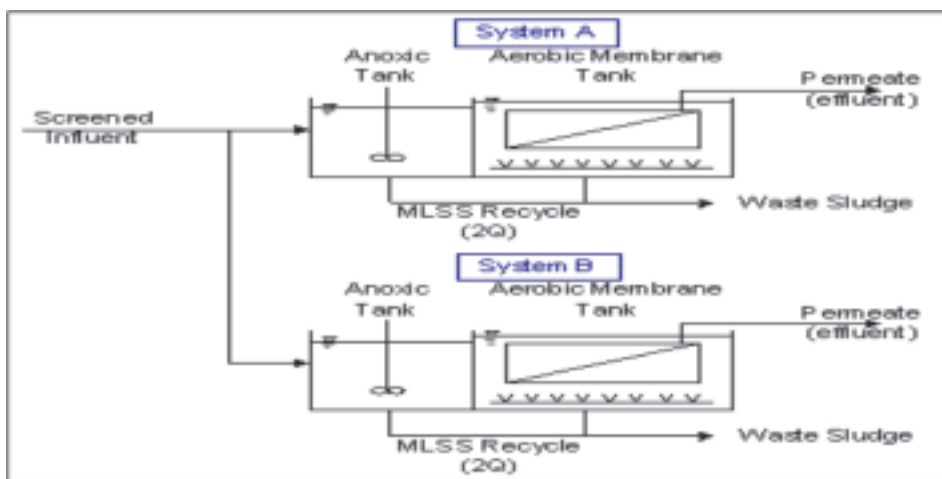 System A
Anoxic
Tank
Aerobic Membrane
Tank
Permeate
(effluent)
Screened
Influent
MLSS Recycle
(2Q)
Waste Sludge
System B
Anoxic
Tank
Aerobic Membrane
Tank
Permeate
(effluent)
MLSS Recycle
(2Q)
Waste Sludge